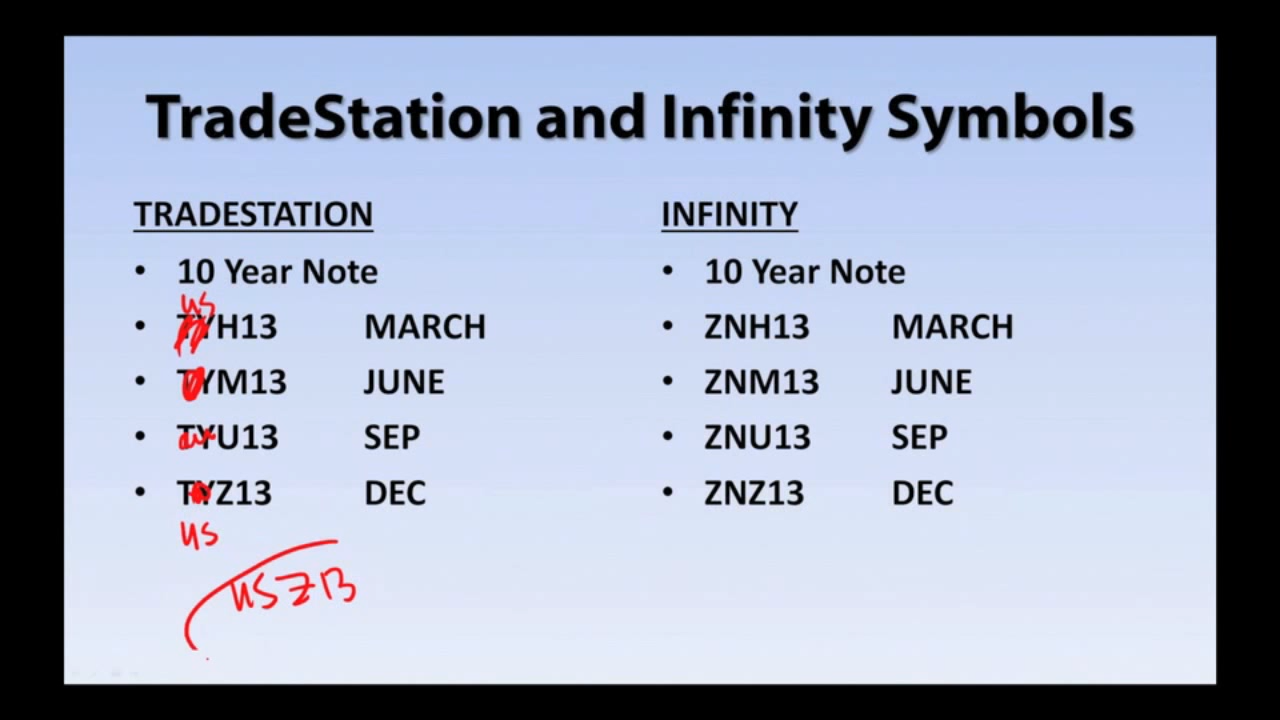 TradeStation and Infinity Symbols
TRADESTATION
• 10 Year Note
us
• TYH13 MARCH
• TYM13 JUNE
• TYU13 SEP
• TYZ13 DEC
us
USZ13
INFINITY
• 10 Year Note
• ZNH13 MARCH
• ZNM13 JUNE
• ZNU13 SEP
• ZNZ13 DEC